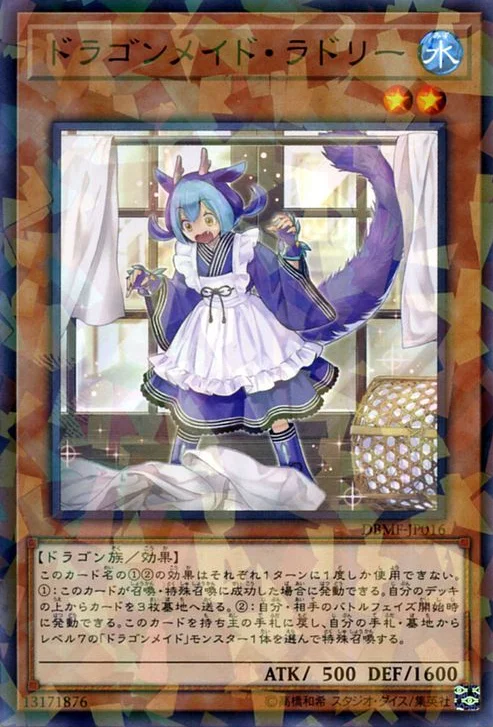 ドラゴンメイド・ラドリー
水
DBMF-JP016
【ドラゴン族／効果】
このカード名の①②の効果はそれぞれ1ターンに1度しか使用できない。
①：このカードが召喚・特殊召喚に成功した場合に発動できる。自分のデッキ
の上からカードを3枚墓地へ送る。②：自分・相手のバトルフェイズ開始時
に発動できる。このカードを持ち主の手札に戻し、自分の手札・墓地から
レベル7の「ドラゴンメイド」モンスター1体を選んで特殊召喚する。
ATK/ 500 DEF/1600
13171876 ©高橋和希 スタジオ・ダイス/集英社